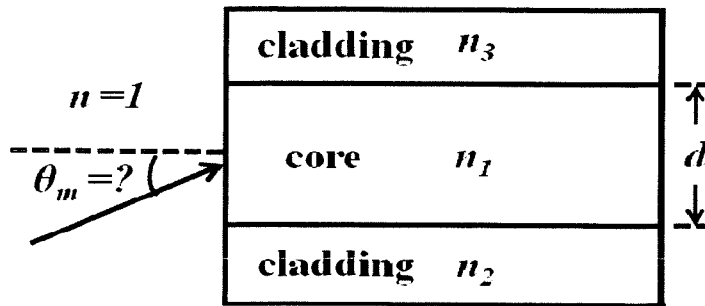 cladding n₃
n =1
core n₁ d
θₘ =?
cladding n₂